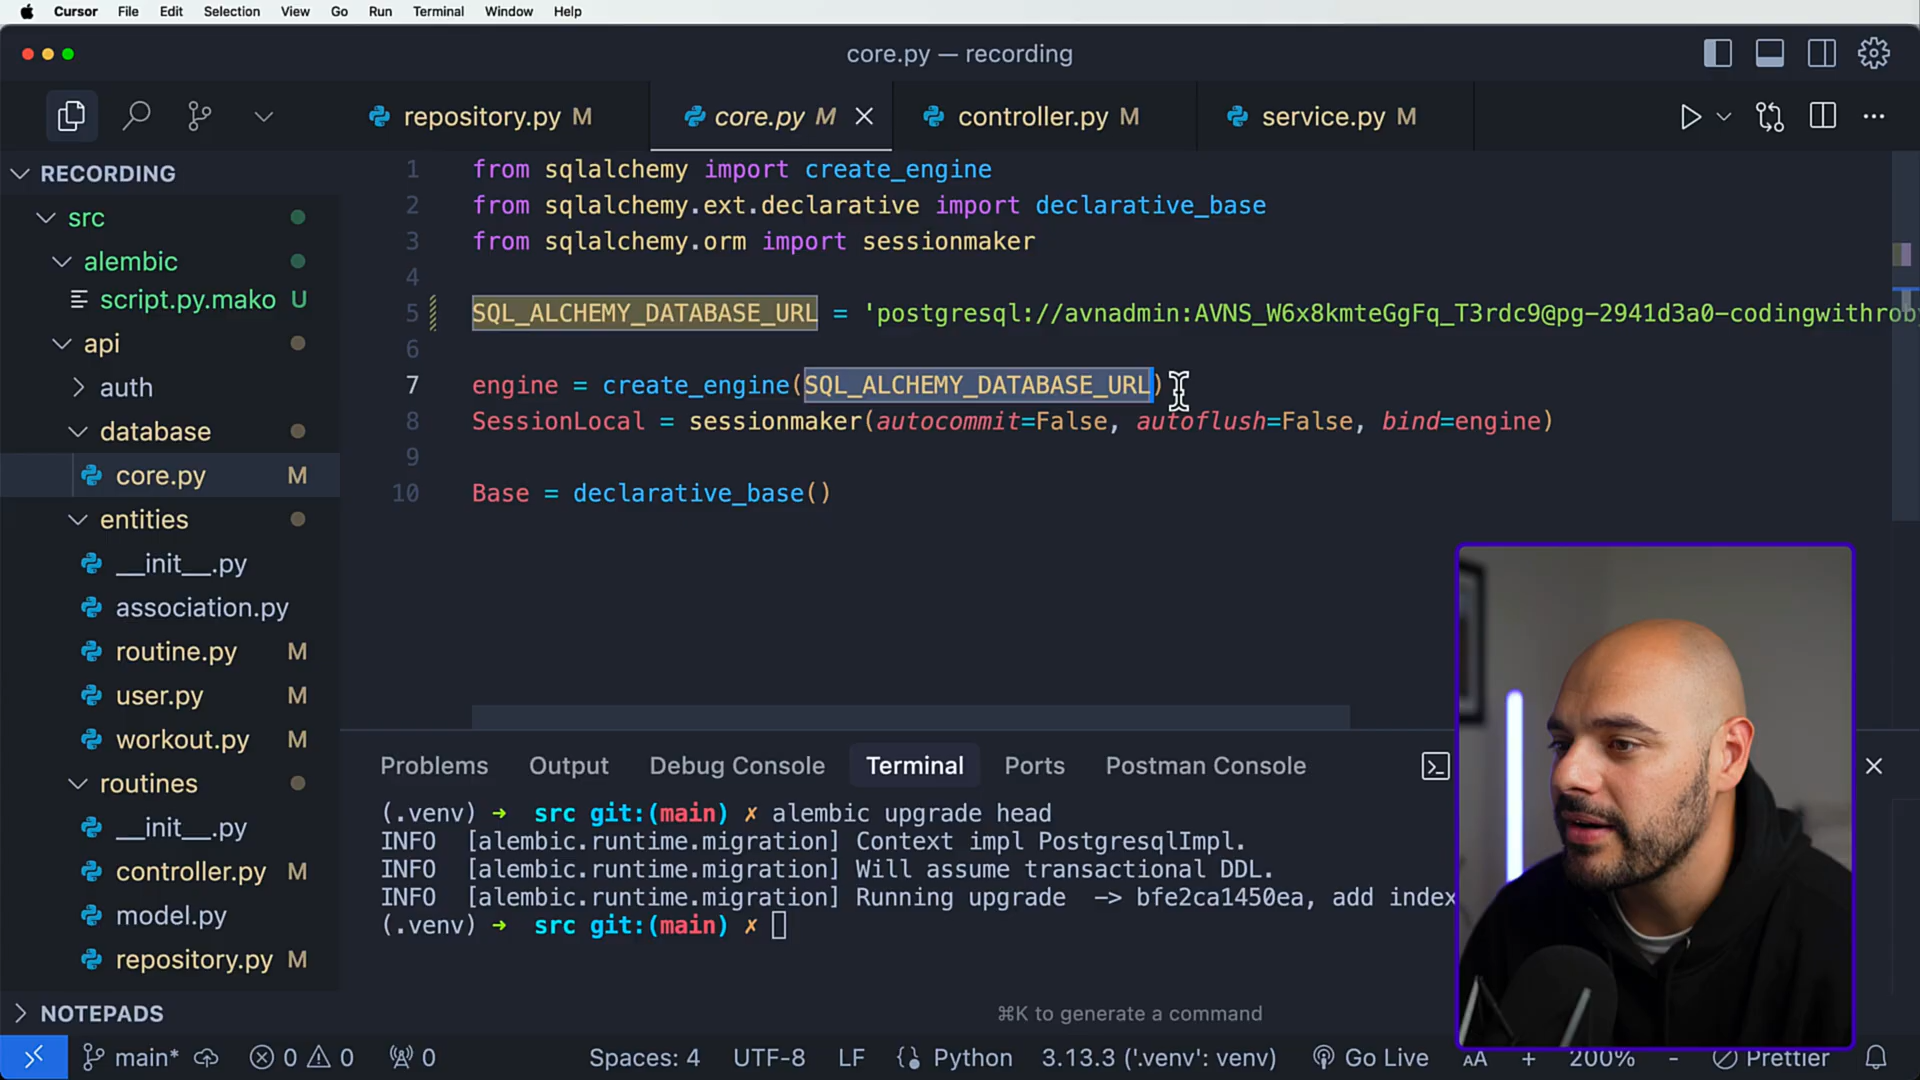 Cursor File Edit Selection View Go Run Terminal Window Help
core.py — recording
repository.py M core.py M controller.py M service.py M
RECORDING
src
alembic
script.py.mako U
api
auth
database
core.py M
entities
__init__.py
association.py
routine.py M
user.py M
workout.py M
routines
__init__.py
controller.py M
model.py
repository.py M
NOTEPADS
1 from sqlalchemy import create_engine
2 from sqlalchemy.ext.declarative import declarative_base
3 from sqlalchemy.orm import sessionmaker
4
5 SQL_ALCHEMY_DATABASE_URL = 'postgresql://avnadmin:AVNS_W6x8kmteGgFq_T3rdc9@pg-2941d3a0-codingwithrob
6
7 engine = create_engine(SQL_ALCHEMY_DATABASE_URL)
8 SessionLocal = sessionmaker(autocommit=False, autoflush=False, bind=engine)
9
10 Base = declarative_base()
Problems Output Debug Console Terminal Ports Postman Console
(.venv) → src git:(main) ✗ alembic upgrade head
INFO [alembic.runtime.migration] Context impl PostgresqlImpl.
INFO [alembic.runtime.migration] Will assume transactional DDL.
INFO [alembic.runtime.migration] Running upgrade -> bfe2ca1450ea, add index
(.venv) → src git:(main) ✗
⌘K to generate a command
main* 0 0 0 Spaces: 4 UTF-8 LF Python 3.13.3 ('.venv': venv) Go Live AA + 200% - Prettier